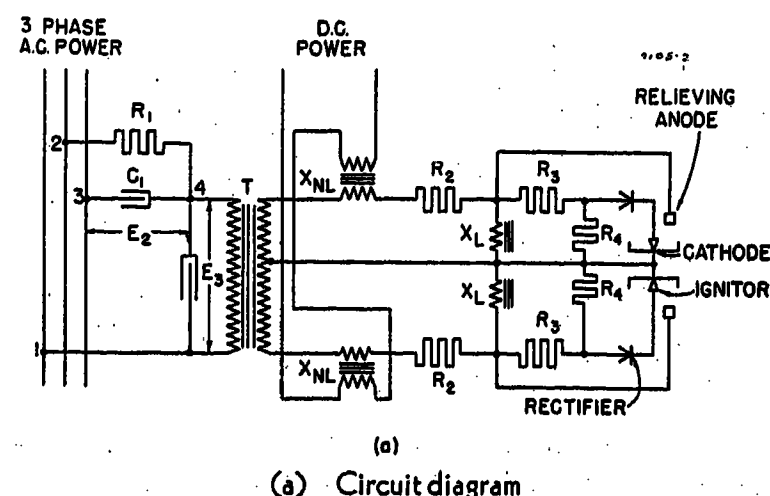 3 PHASE
A.C. POWER
D.C.
POWER
RELIEVING
ANODE
R1
2
C1
3
4
T
XNL
R2
R3
E2
E3
XL
R4
CATHODE
XL
R4
IGNITOR
1
XNL
R2
R3
RECTIFIER
(a)
(a) Circuit diagram